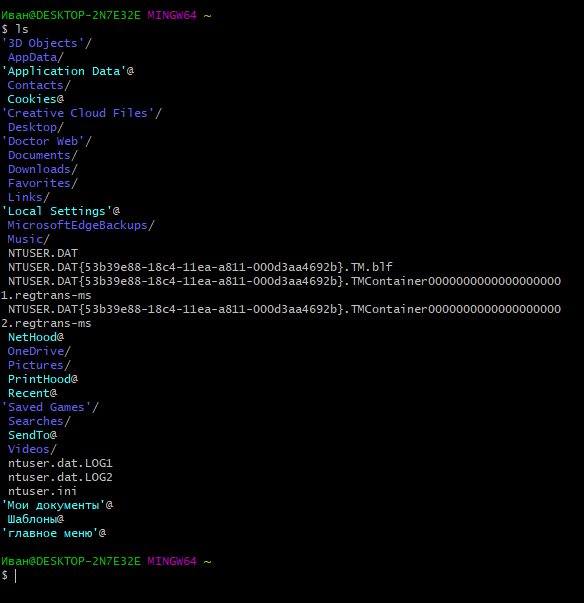 Иван@DESKTOP-2N7E32E MINGW64 ~
$ ls
'3D Objects'/
AppData/
'Application Data'@
Contacts/
Cookies@
'Creative Cloud Files'/
Desktop/
'Doctor Web'/
Documents/
Downloads/
Favorites/
Links/
'Local Settings'@
MicrosoftEdgeBackups/
Music/
NTUSER.DAT
NTUSER.DAT{53b39e88-18c4-11ea-a811-000d3aa4692b}.TM.blf
NTUSER.DAT{53b39e88-18c4-11ea-a811-000d3aa4692b}.TMContainer0000000000000000000
1.regtrans-ms
NTUSER.DAT{53b39e88-18c4-11ea-a811-000d3aa4692b}.TMContainer0000000000000000000
2.regtrans-ms
NetHood@
OneDrive/
Pictures/
PrintHood@
Recent@
'Saved Games'/
Searches/
SendTo@
Videos/
ntuser.dat.LOG1
ntuser.dat.LOG2
ntuser.ini
'Мои документы'@
Шаблоны@
'главное меню'@
Иван@DESKTOP-2N7E32E MINGW64 ~
$